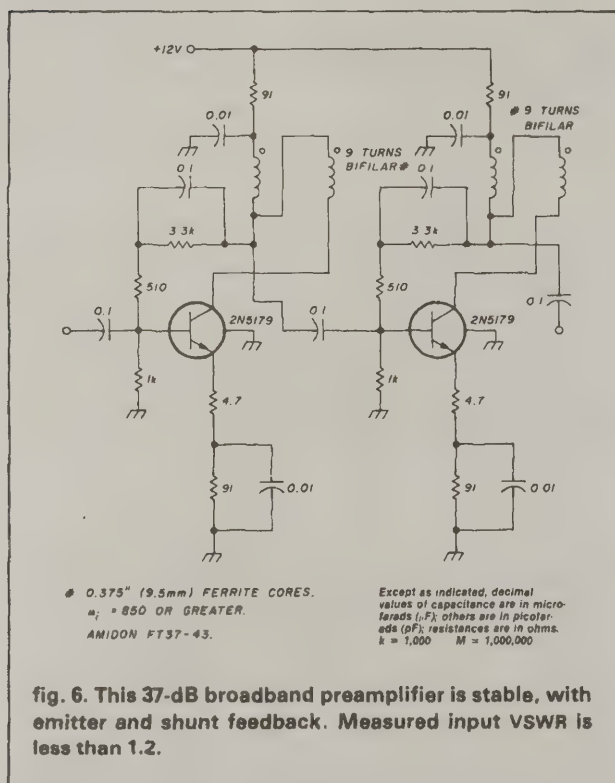 +12V
91
91
0.01
0.01
# 9 TURNS
BIFILAR
9 TURNS
BIFILAR #
0.1
0.1
3.3k
3.3k
510
510
0.1
0.1
0.1
2N5179
2N5179
1k
1k
4.7
4.7
91
0.01
91
0.01
# 0.375" (9.5mm) FERRITE CORES.
= 850 OR GREATER.
AMIDON FT37-43.
Except as indicated, decimal
values of capacitance are in micro-
farads (μF); others are in picofar-
ads (pF); resistances are in ohms.
k = 1,000 M = 1,000,000
fig. 6. This 37-dB broadband preamplifier is stable, with
emitter and shunt feedback. Measured input VSWR is
less than 1.2.